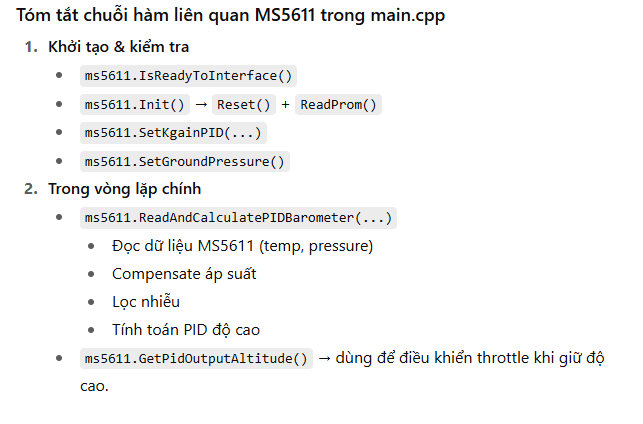 Tóm tắt chuỗi hàm liên quan MS5611 trong main.cpp
1. Khởi tạo & kiểm tra
• ms5611.IsReadyToInterface()
• ms5611.Init() → Reset() + ReadProm()
• ms5611.SetKgainPID(...)
• ms5611.SetGroundPressure()
2. Trong vòng lặp chính
• ms5611.ReadAndCalculatePIDBarometer(...)
• Đọc dữ liệu MS5611 (temp, pressure)
• Compensate áp suất
• Lọc nhiễu
• Tính toán PID độ cao
• ms5611.GetPidOutputAltitude() → dùng để điều khiển throttle khi giữ độ
cao.